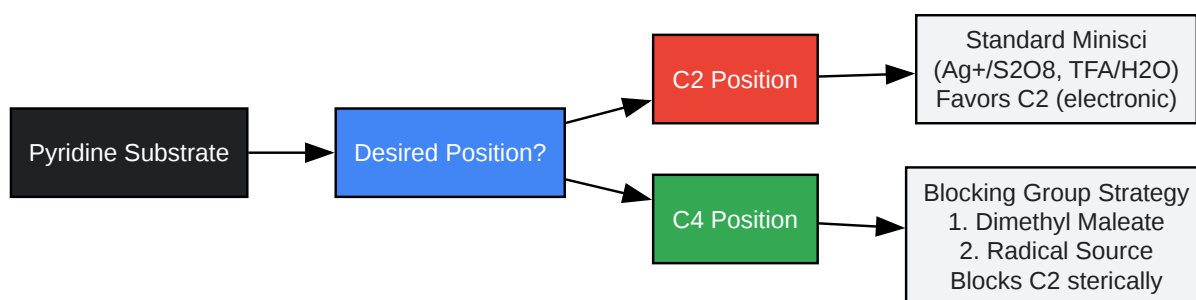 Pyridine Substrate
Desired Position?
C2 Position
Standard Minisci
(Ag+/S2O8, TFA/H2O)
Favors C2 (electronic)
C4 Position
Blocking Group Strategy
1. Dimethyl Maleate
2. Radical Source
Blocks C2 sterically